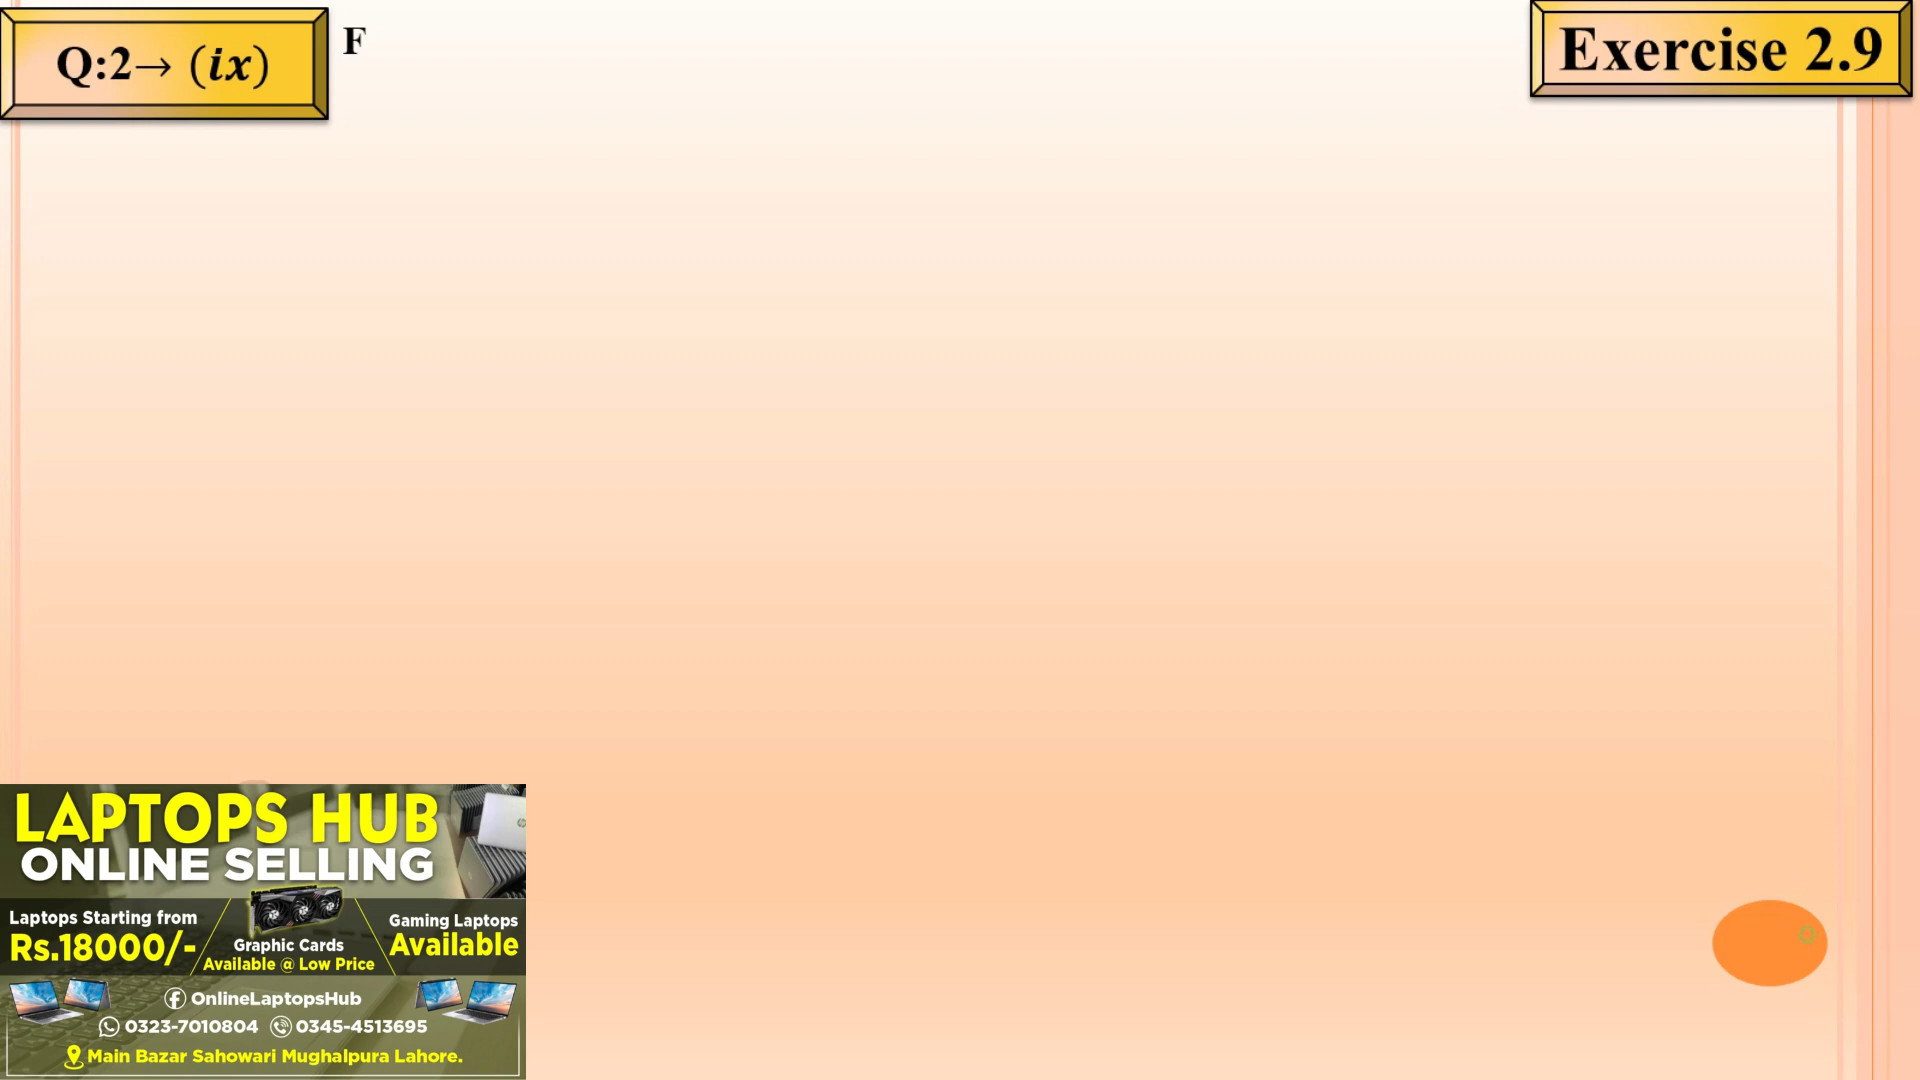 Q:2→ (ix)
F
Exercise 2.9
LAPTOPS HUB
ONLINE SELLING
Laptops Starting from
Rs.18000/-
Graphic Cards
Available @ Low Price
Gaming Laptops
Available
OnlineLaptopsHub
0323-7010804 0345-4513695
Main Bazar Sahowari Mughalpura Lahore.